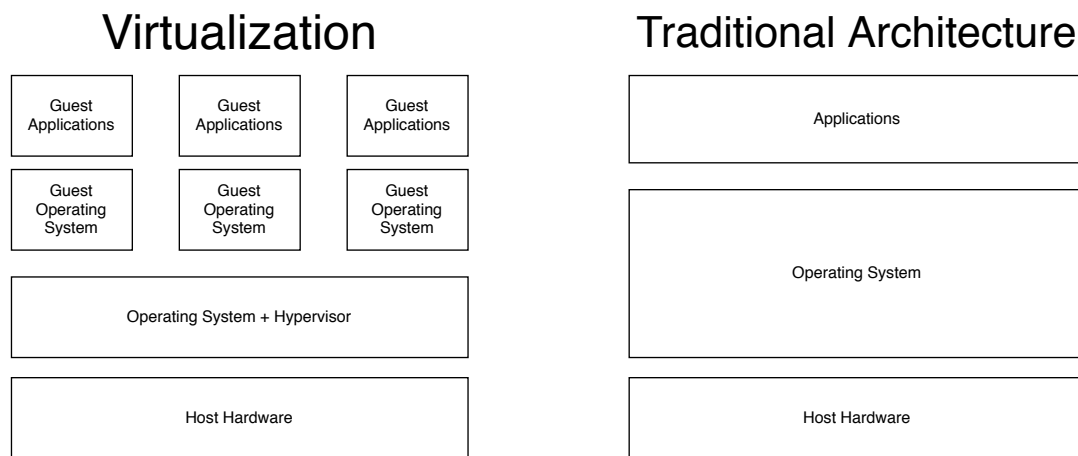 Virtualization
Guest
Applications
Guest
Applications
Guest
Applications
Guest
Operating
System
Guest
Operating
System
Guest
Operating
System
Operating System + Hypervisor
Host Hardware
Traditional Architecture
Applications
Operating System
Host Hardware